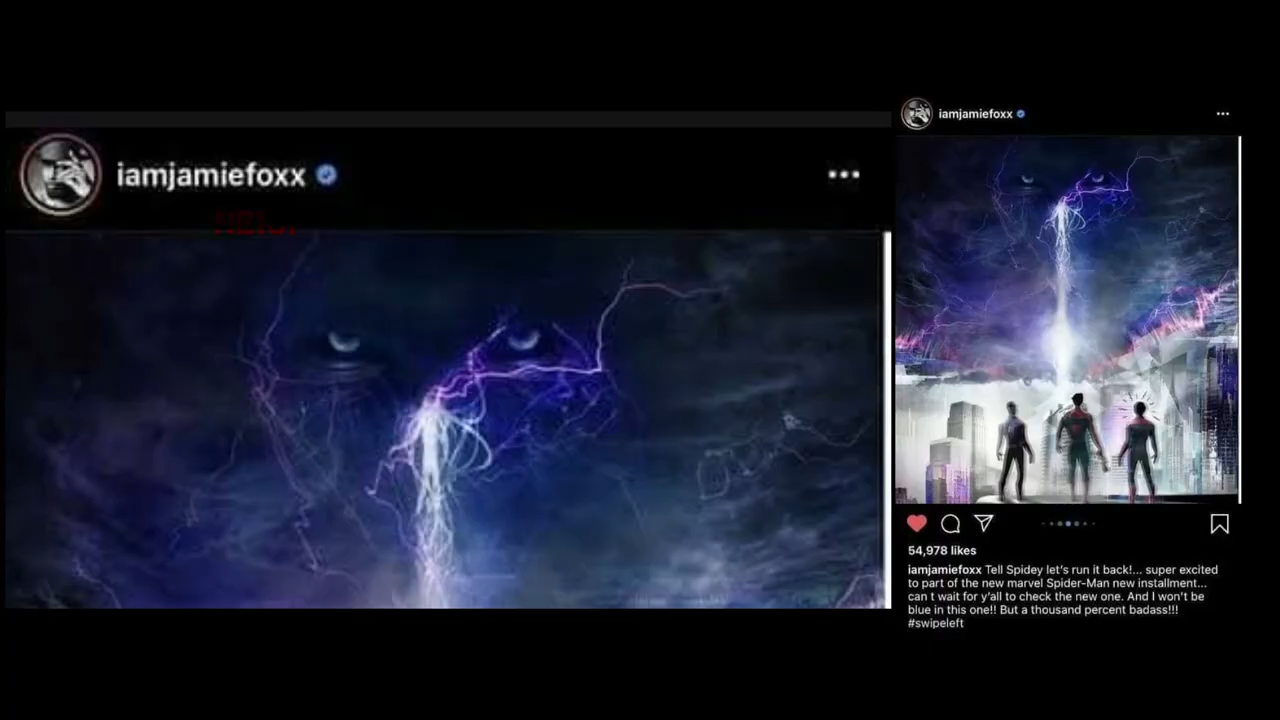 iamjamiefoxx
iamjamiefoxx
54,978 likes
iamjamiefoxx Tell Spidey let's run it back!... super excited
to part of the new marvel Spider-Man new installment...
can t wait for y'all to check the new one. And I won't be
blue in this one!! But a thousand percent badass!!!
#swipeleft